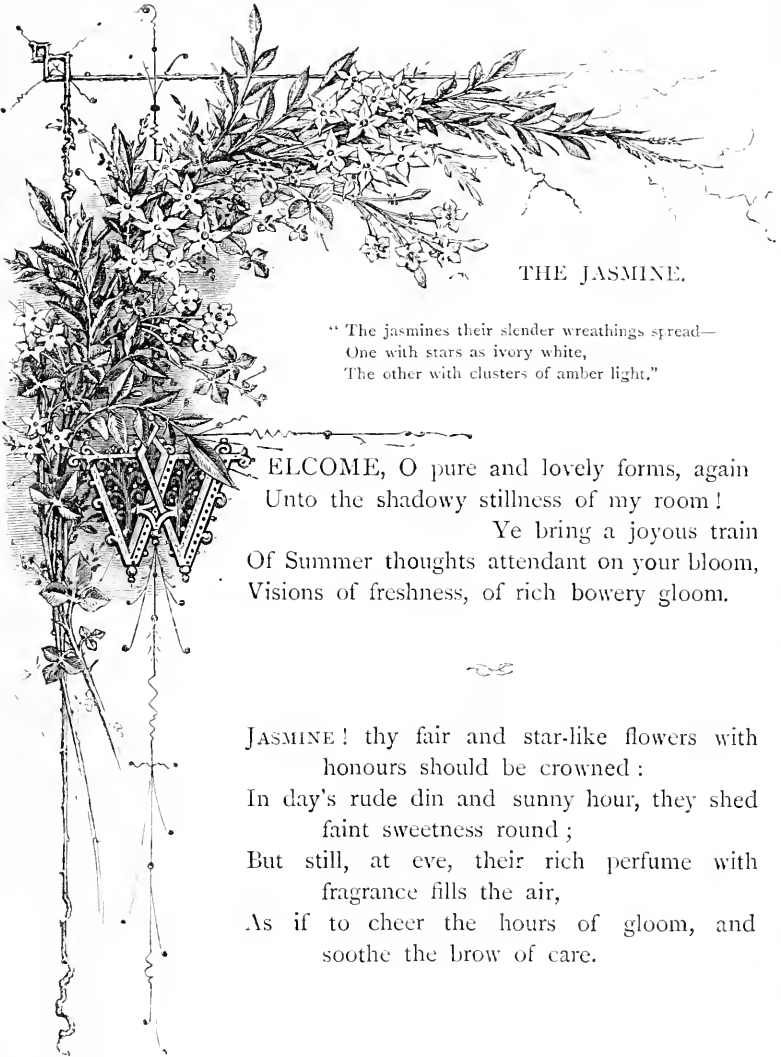 THE JASMINE.
“ The jasmines their slender wreathings spread—
One with stars as ivory white,
The other with clusters of amber light.”
WELCOME, O pure and lovely forms, again
Unto the shadowy stillness of my room !
Ye bring a joyous train
Of Summer thoughts attendant on your bloom,
Visions of freshness, of rich bowery gloom.
JASMINE ! thy fair and star-like flowers with
honours should be crowned :
In day's rude din and sunny hour, they shed
faint sweetness round ;
But still, at eve, their rich perfume with
fragrance fills the air,
As if to cheer the hours of gloom, and
soothe the brow of care.